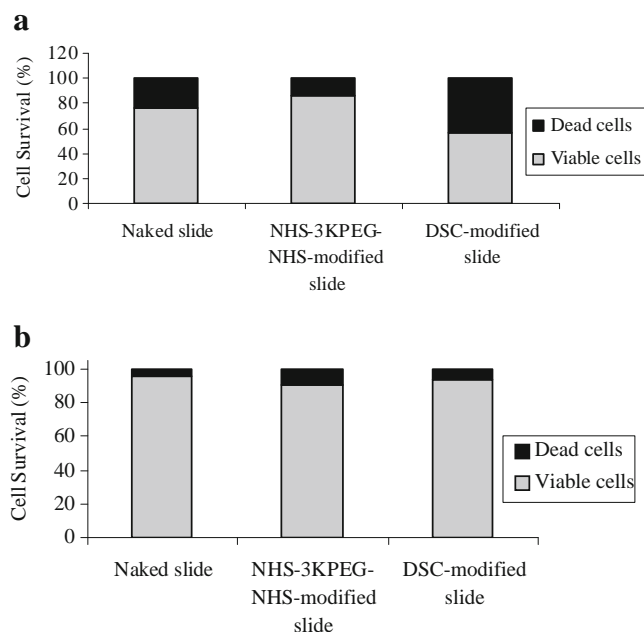 a
120
100
80
60
40
20
0
Cell Survival (%)
Dead cells
Viable cells
Naked slide
NHS-3KPEG-
NHS-modified
slide
DSC-modified
slide
b
100
80
60
40
20
0
Cell Survival (%)
Dead cells
Viable cells
Naked slide
NHS-3KPEG-
NHS-modified
slide
DSC-modified
slide